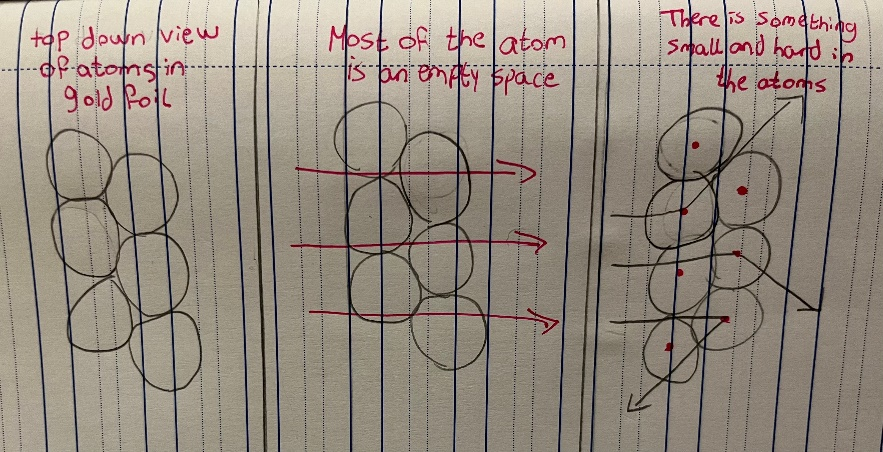 top down view
of atoms in
gold foil
Most of the atom
is an empty space
There is something
small and hard in
the atoms